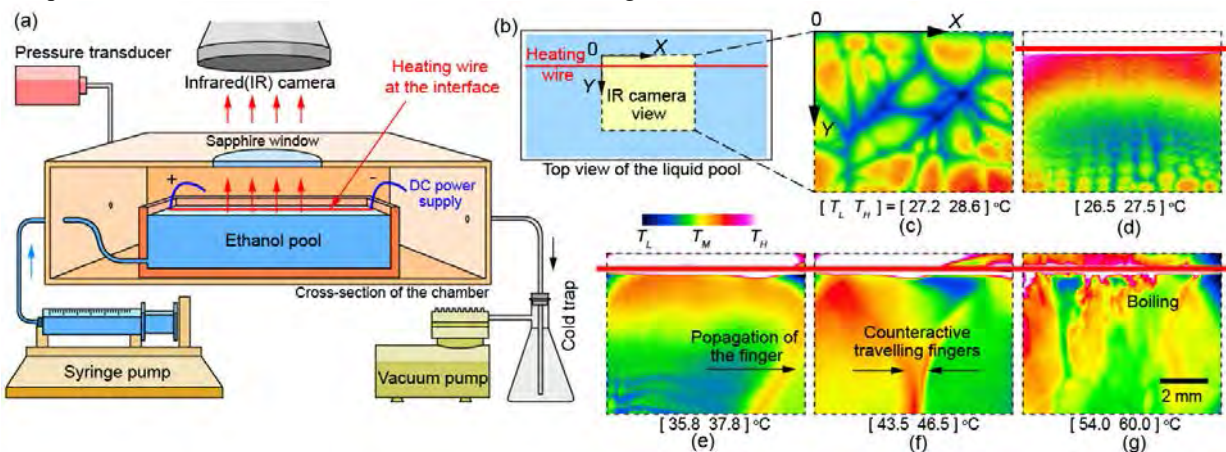 (a)
Pressure transducer
Infrared(IR) camera
Heating wire
at the interface
Sapphire window
+
-
DC power
supply
Ethanol pool
Cross-section of the chamber
Syringe pump
Vacuum pump
Cold trap
(b)
Heating
wire
0
X
Y
IR camera
view
Top view of the liquid pool
0
X
Y
[ T_L T_H ] = [ 27.2 28.6 ] °C
(c)
[ 26.5 27.5 ] °C
(d)
T_L T_M T_H
Propagation of
the finger
[ 35.8 37.8 ] °C
(e)
Counteractive
travelling fingers
[ 43.5 46.5 ] °C
(f)
Boiling
2 mm
[ 54.0 60.0 ] °C
(g)